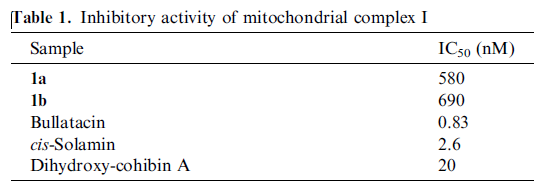 Table 1. Inhibitory activity of mitochondrial complex I
Sample IC50 (nM)
1a 580
1b 690
Bullatacin 0.83
cis-Solamin 2.6
Dihydroxy-cohibin A 20